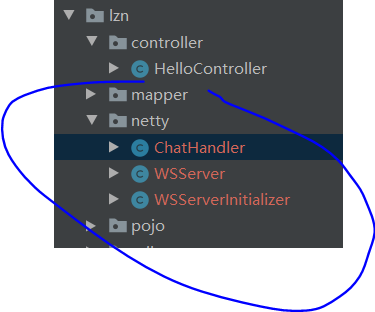 lzn
controller
HelloController
mapper
netty
ChatHandler
WSServer
WSServerInitializer
pojo